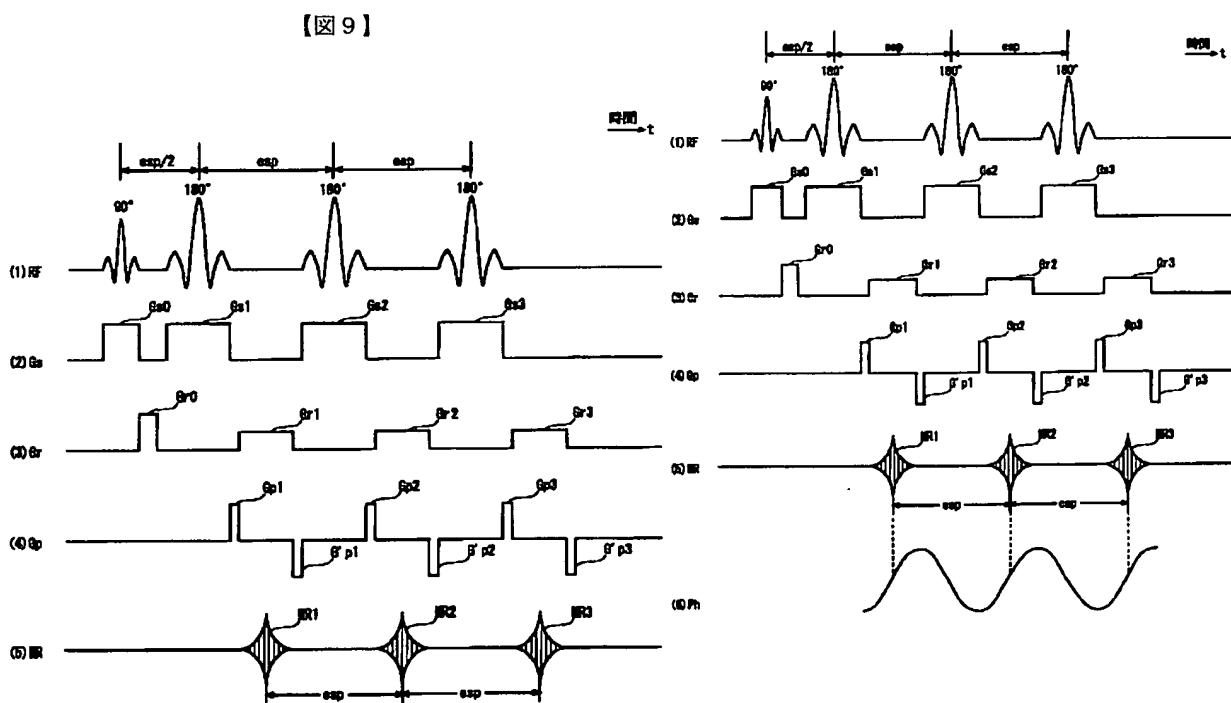 【図9】
時間
t
esp/2
esp
esp
90°
180°
180°
180°
(1) RF
Gs0
Gs1
Gs2
Gs3
(2) Gs
Gr0
Gr1
Gr2
Gr3
(3) Gr
Gp1
Gp2
Gp3
(4) Gp
G'p1
G'p2
G'p3
MR1
MR2
MR3
(5) MR
esp
esp
時間
t
esp/2
esp
esp
90°
180°
180°
180°
(1) RF
Gs0
Gs1
Gs2
Gs3
(2) Gs
Gr0
Gr1
Gr2
Gr3
(3) Gr
Gp1
Gp2
Gp3
(4) Gp
G'p1
G'p2
G'p3
MR1
MR2
MR3
(5) MR
esp
esp
(6) Ph